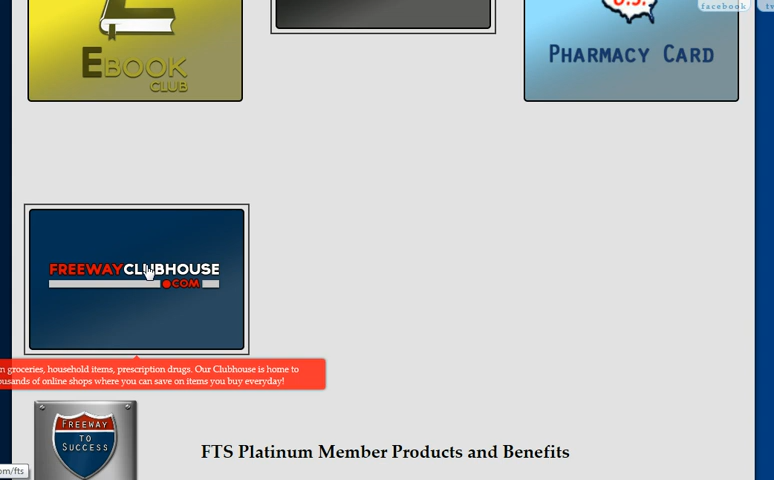 facebook
U.S.
EBOOK
CLUB
PHARMACY CARD
FREEWAYCLUBHOUSE
.COM
n groceries, household items, prescription drugs. Our Clubhouse is home to
ousands of online shops where you can save on items you buy everyday!
FREEWAY
TO
SUCCESS
FTS Platinum Member Products and Benefits
om/fts